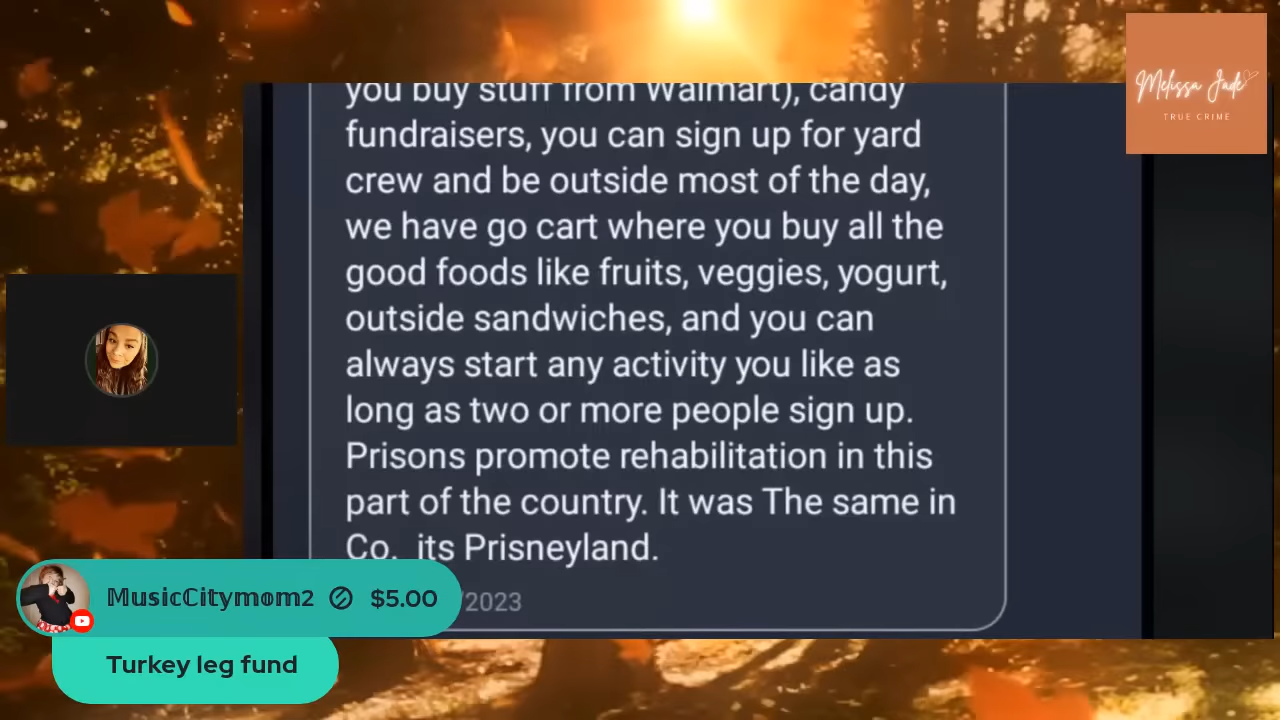 you buy stuff from Walmart), candy
fundraisers, you can sign up for yard
crew and be outside most of the day,
we have go cart where you buy all the
good foods like fruits, veggies, yogurt,
outside sandwiches, and you can
always start any activity you like as
long as two or more people sign up.
Prisons promote rehabilitation in this
part of the country. It was The same in
Co. its Prisneyland.
/2023
MusicCitymom2 $5.00
Turkey leg fund
Melissa Jade
TRUE CRIME